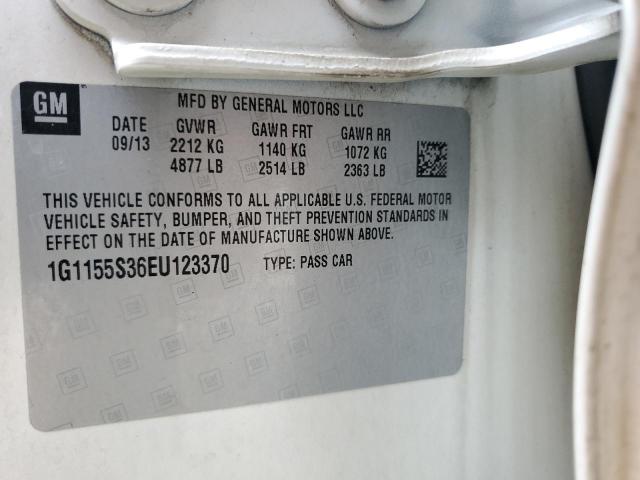 GM
MFD BY GENERAL MOTORS LLC
DATE GVWR GAWR FRT GAWR RR
09/13 2212 KG 1140 KG 1072 KG
4877 LB 2514 LB 2363 LB
THIS VEHICLE CONFORMS TO ALL APPLICABLE U.S. FEDERAL MOTOR
VEHICLE SAFETY, BUMPER, AND THEFT PREVENTION STANDARDS IN
EFFECT ON THE DATE OF MANUFACTURE SHOWN ABOVE.
1G1155S36EU123370 TYPE: PASS CAR